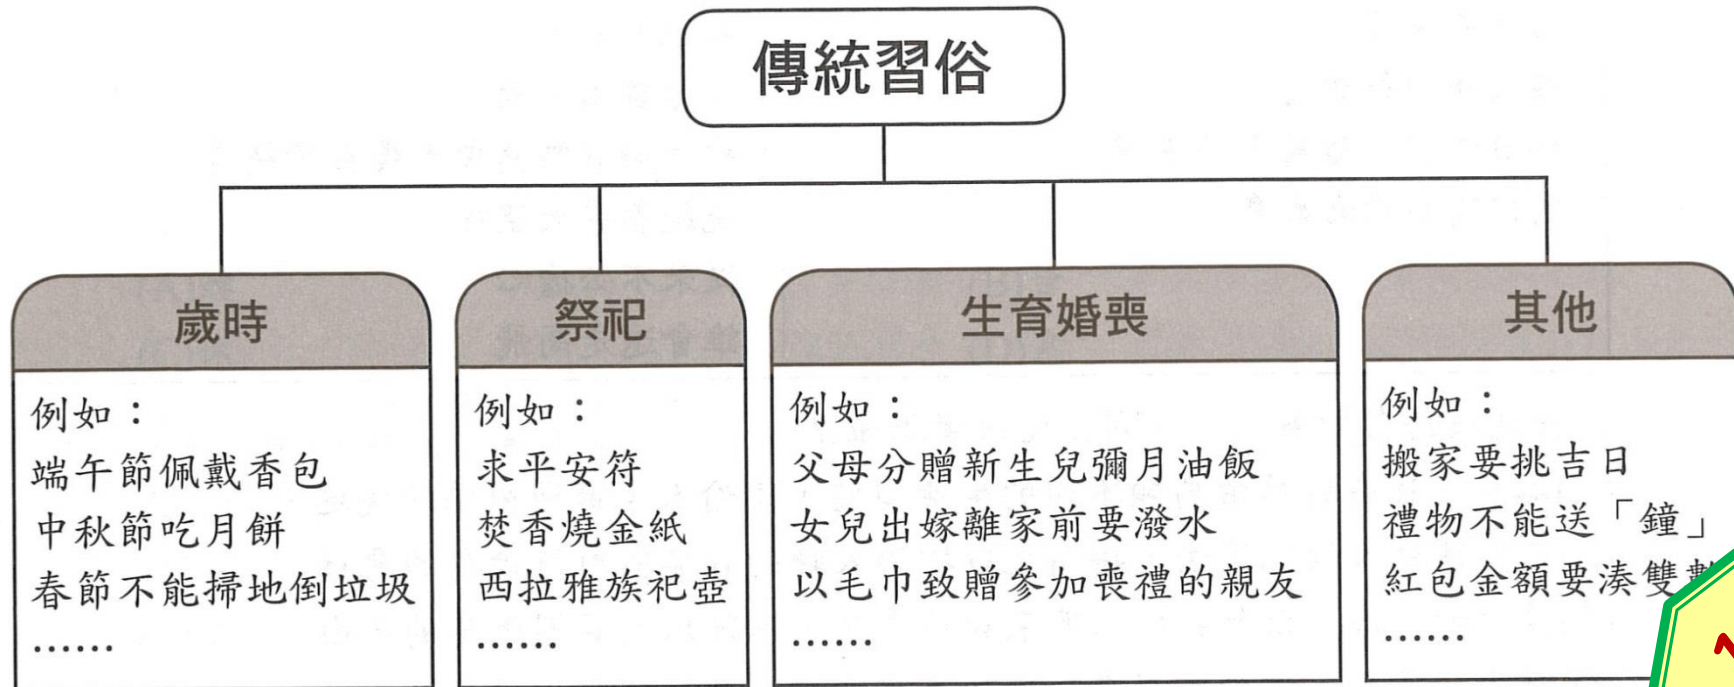 傳統習俗
歲時
例如：
端午節佩戴香包
中秋節吃月餅
春節不能掃地倒垃圾
……
祭祀
例如：
求平安符
焚香燒金紙
西拉雅族祀壺
……
生育婚喪
例如：
父母分贈新生兒彌月油飯
女兒出嫁離家前要潑水
以毛巾致贈參加喪禮的親友
……
其他
例如：
搬家要挑吉日
禮物不能送「鐘」
紅包金額要湊雙數
……